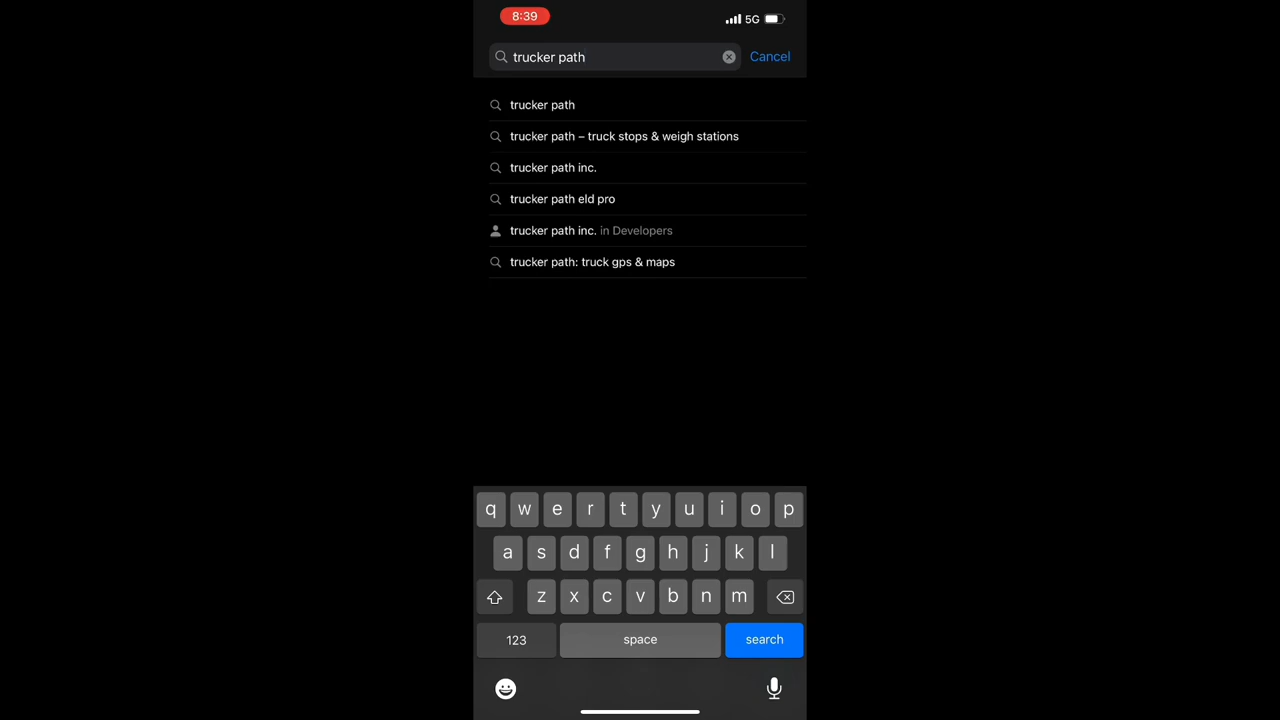 8:39
5G
trucker path
Cancel
trucker path
trucker path – truck stops & weigh stations
trucker path inc.
trucker path eld pro
trucker path inc. in Developers
trucker path: truck gps & maps
q w e r t y u i o p
a s d f g h j k l
z x c v b n m
123 space search